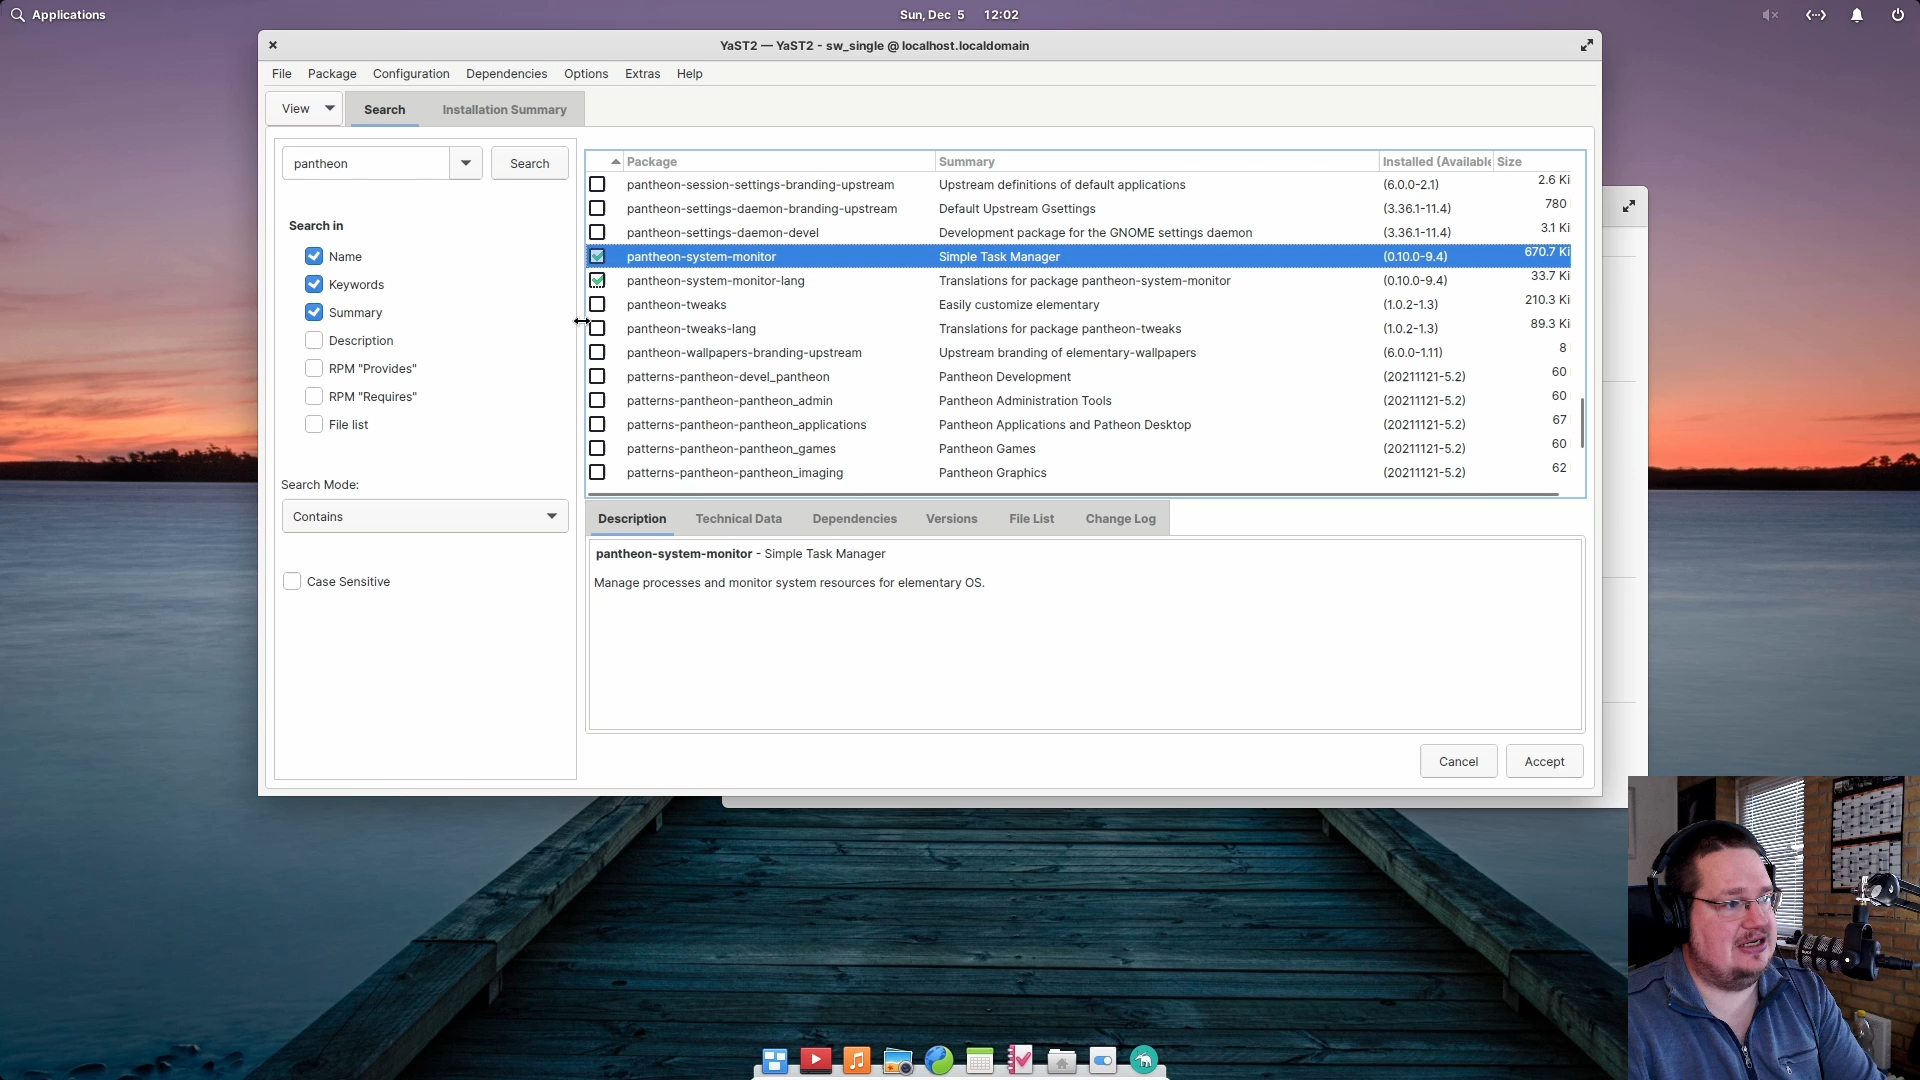 Applications
Sun, Dec 5 12:02
YaST2 — YaST2 - sw_single @ localhost.localdomain
File Package Configuration Dependencies Options Extras Help
View Search Installation Summary
pantheon Search
Search in
Name
Keywords
Summary
Description
RPM "Provides"
RPM "Requires"
File list
Search Mode:
Contains
Case Sensitive
Package Summary Installed (Available Size
pantheon-session-settings-branding-upstream Upstream definitions of default applications (6.0.0-2.1) 2.6 Ki
pantheon-settings-daemon-branding-upstream Default Upstream Gsettings (3.36.1-11.4) 780
pantheon-settings-daemon-devel Development package for the GNOME settings daemon (3.36.1-11.4) 3.1 Ki
pantheon-system-monitor Simple Task Manager (0.10.0-9.4) 670.7 Ki
pantheon-system-monitor-lang Translations for package pantheon-system-monitor (0.10.0-9.4) 33.7 Ki
pantheon-tweaks Easily customize elementary (1.0.2-1.3) 210.3 Ki
pantheon-tweaks-lang Translations for package pantheon-tweaks (1.0.2-1.3) 89.3 Ki
pantheon-wallpapers-branding-upstream Upstream branding of elementary-wallpapers (6.0.0-1.11) 8
patterns-pantheon-devel_pantheon Pantheon Development (20211121-5.2) 60
patterns-pantheon-pantheon_admin Pantheon Administration Tools (20211121-5.2) 60
patterns-pantheon-pantheon_applications Pantheon Applications and Patheon Desktop (20211121-5.2) 67
patterns-pantheon-pantheon_games Pantheon Games (20211121-5.2) 60
patterns-pantheon-pantheon_imaging Pantheon Graphics (20211121-5.2) 62
Description Technical Data Dependencies Versions File List Change Log
pantheon-system-monitor - Simple Task Manager
Manage processes and monitor system resources for elementary OS.
Cancel Accept